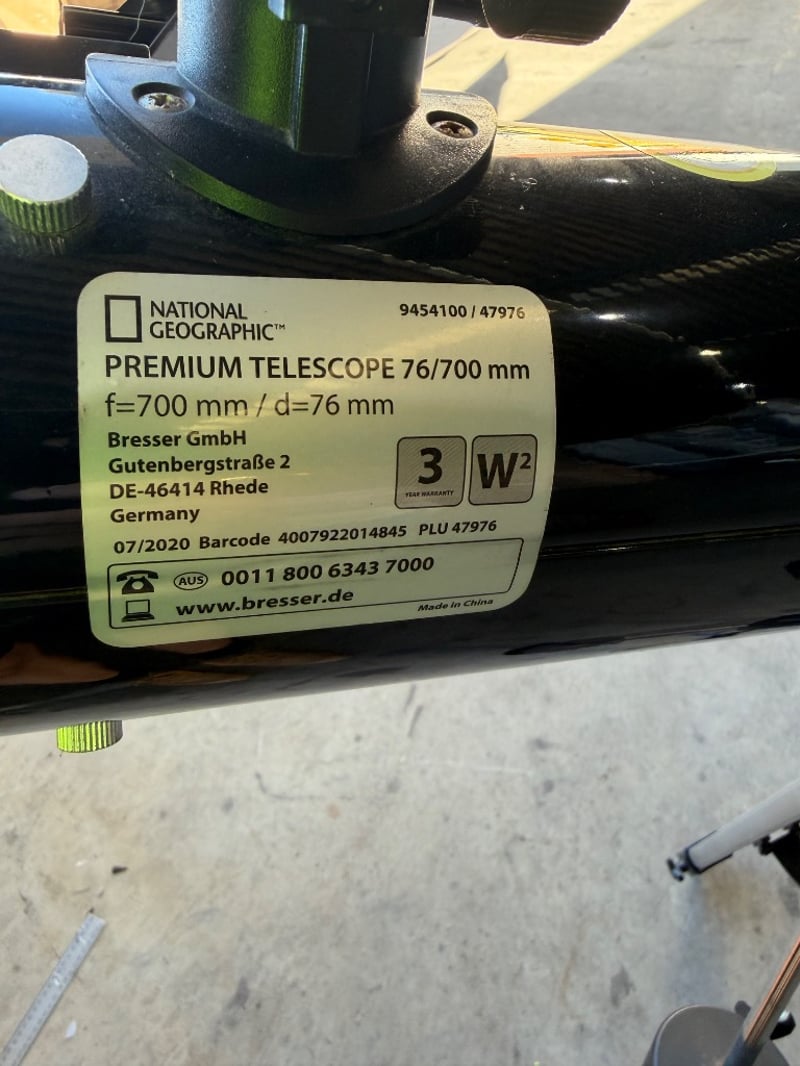 NATIONAL
GEOGRAPHIC™
9454100 / 47976
PREMIUM TELESCOPE 76/700 mm
f=700 mm / d=76 mm
Bresser GmbH
Gutenbergstraße 2
DE-46414 Rhede
Germany
3
YEAR WARRANTY
W²
07/2020 Barcode 4007922014845 PLU 47976
AUS 0011 800 6343 7000
www.bresser.de
Made in China